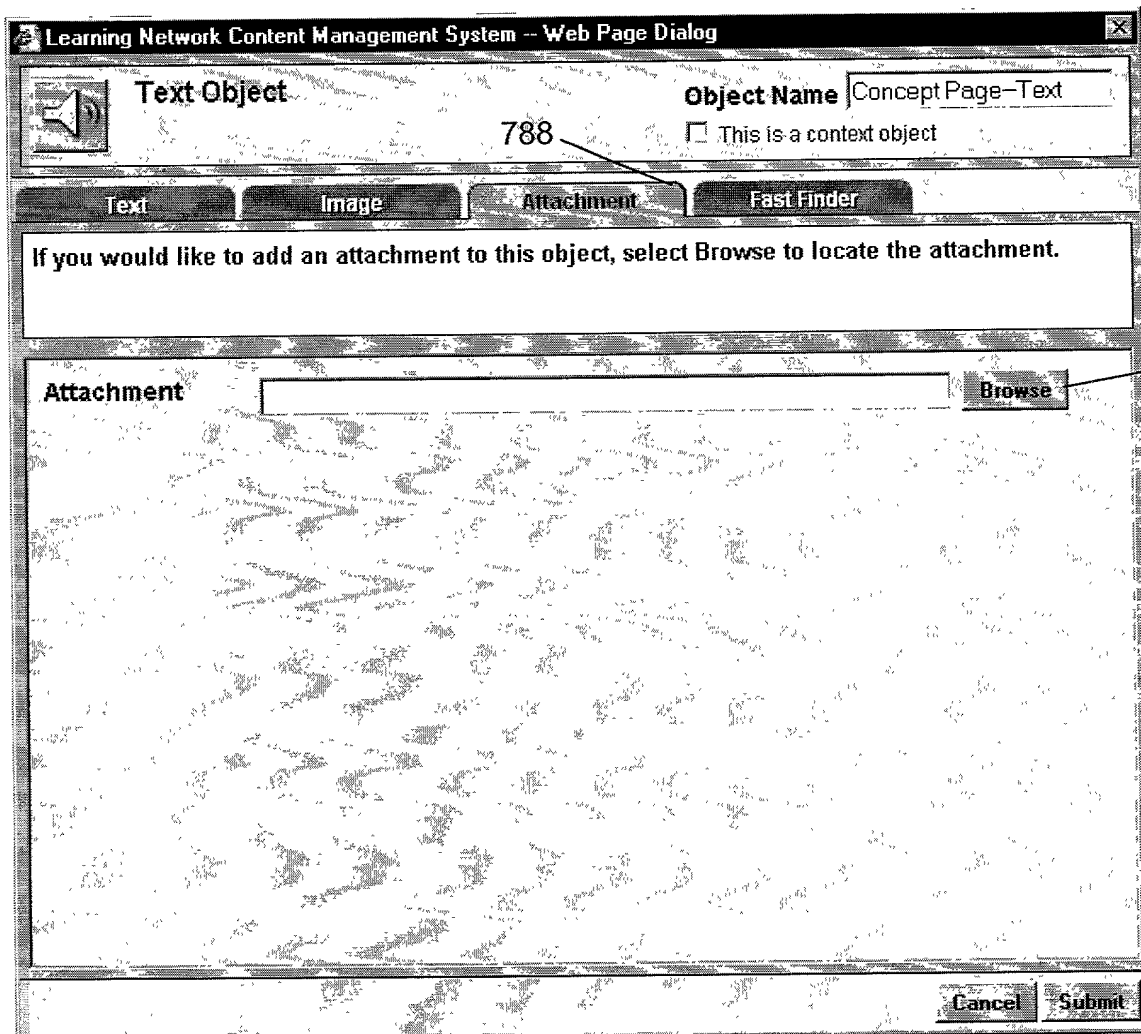 Learning Network Content Management System -- Web Page Dialog
Text Object
Object Name Concept Page-Text
788
This is a context object
Text Image Attachment Fast Finder
If you would like to add an attachment to this object, select Browse to locate the attachment.
Attachment Browse
Cancel Submit